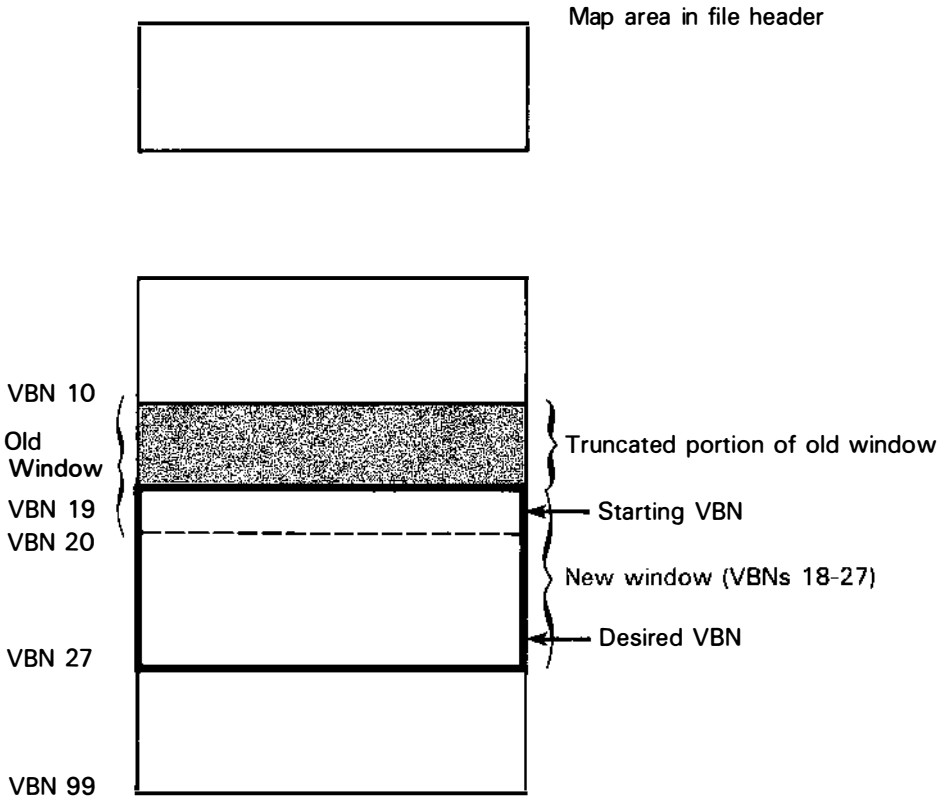 Map area in file header
VBN 10
Old
Window
Truncated portion of old window
VBN 19
Starting VBN
VBN 20
New window (VBNs 18-27)
Desired VBN
VBN 27
VBN 99